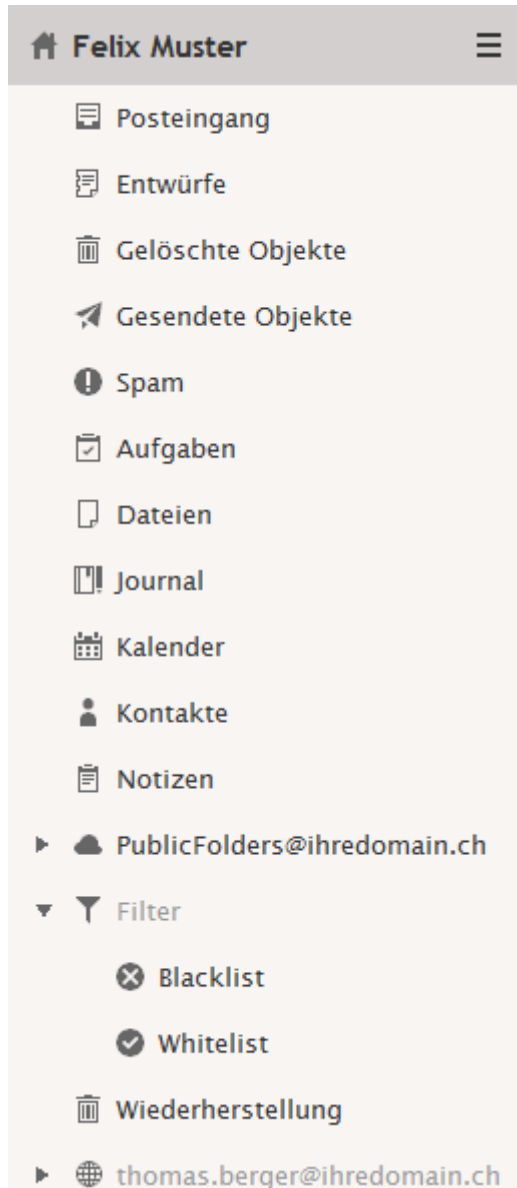 Felix Muster
Posteingang
Entwürfe
Gelöschte Objekte
Gesendete Objekte
Spam
Aufgaben
Dateien
Journal
Kalender
Kontakte
Notizen
PublicFolders@ihredomain.ch
Filter
Blacklist
Whitelist
Wiederherstellung
thomas.berger@ihredomain.ch